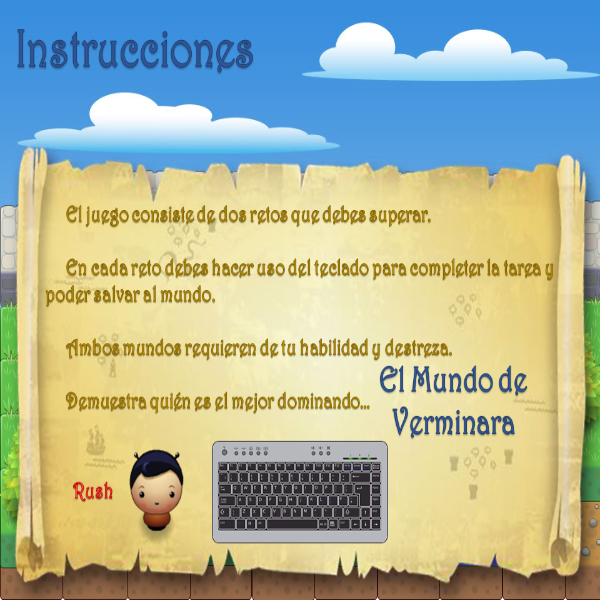 Instrucciones
El juego consiste de dos retos que debes superar.
En cada reto debes hacer uso del teclado para completer la tarea y
poder salvar al mundo.
Ambos mundos requieren de tu habilidad y destreza.
Demuestra quién es el mejor dominando...
El Mundo de
Verminara
Rush